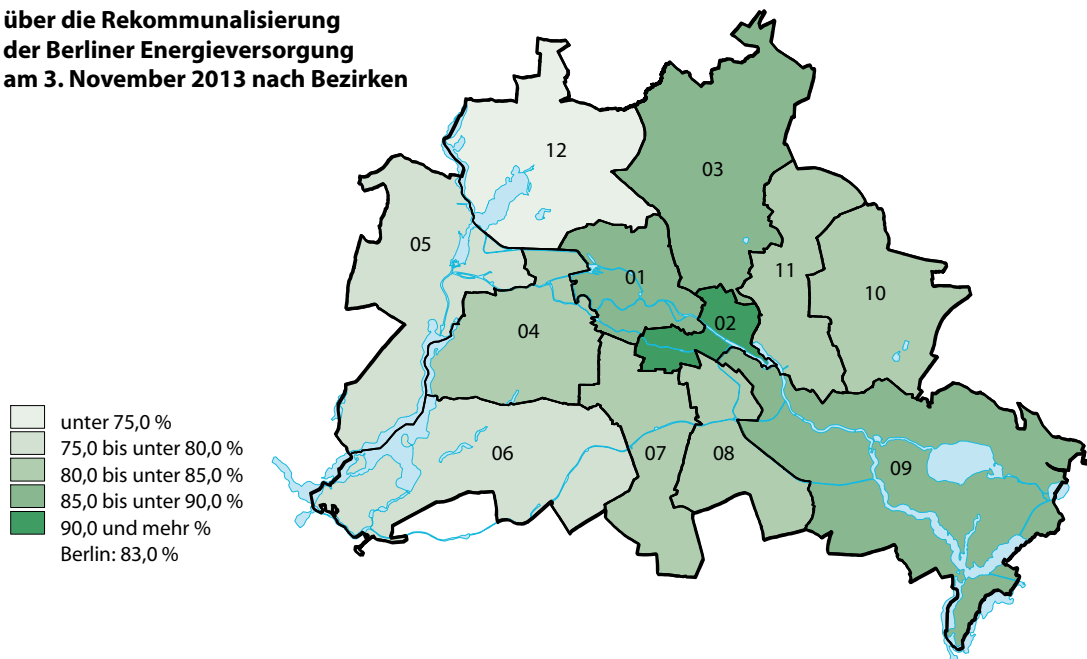 über die Rekommunalisierung
der Berliner Energieversorgung
am 3. November 2013 nach Bezirken
12
03
05
01
11
10
02
04
06
07
08
09
unter 75,0 %
75,0 bis unter 80,0 %
80,0 bis unter 85,0 %
85,0 bis unter 90,0 %
90,0 und mehr %
Berlin: 83,0 %